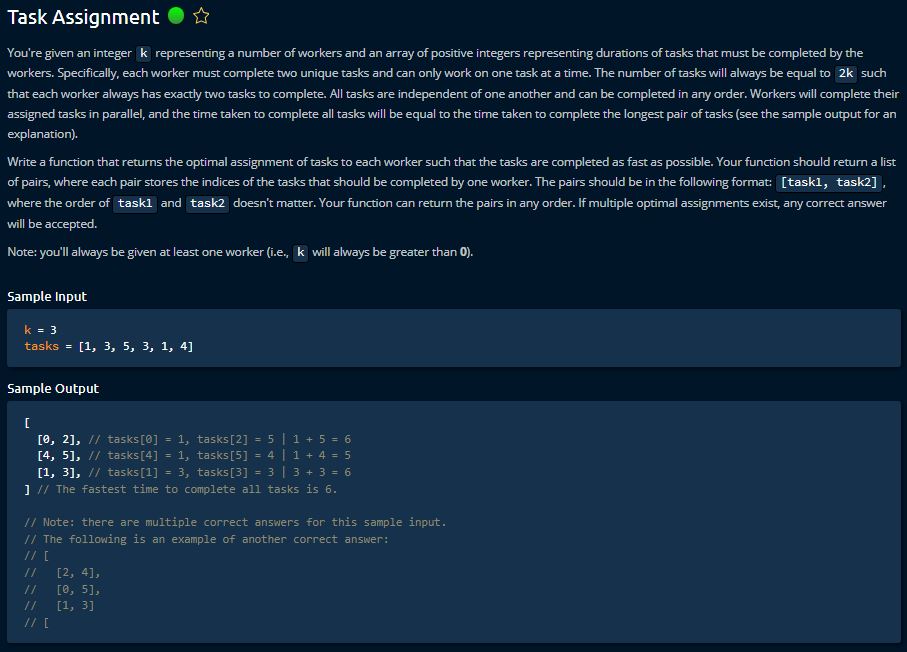 Task Assignment
You're given an integer k representing a number of workers and an array of positive integers representing durations of tasks that must be completed by the
workers. Specifically, each worker must complete two unique tasks and can only work on one task at a time. The number of tasks will always be equal to 2k such
that each worker always has exactly two tasks to complete. All tasks are independent of one another and can be completed in any order. Workers will complete their
assigned tasks in parallel, and the time taken to complete all tasks will be equal to the time taken to complete the longest pair of tasks (see the sample output for an
explanation).
Write a function that returns the optimal assignment of tasks to each worker such that the tasks are completed as fast as possible. Your function should return a list
of pairs, where each pair stores the indices of the tasks that should be completed by one worker. The pairs should be in the following format: [task1, task2] ,
where the order of task1 and task2 doesn't matter. Your function can return the pairs in any order. If multiple optimal assignments exist, any correct answer
will be accepted.
Note: you'll always be given at least one worker (i.e., k will always be greater than 0).
Sample Input
k = 3
tasks = [1, 3, 5, 3, 1, 4]
Sample Output
[
[0, 2], // tasks[0] = 1, tasks[2] = 5 | 1 + 5 = 6
[4, 5], // tasks[4] = 1, tasks[5] = 4 | 1 + 4 = 5
[1, 3], // tasks[1] = 3, tasks[3] = 3 | 3 + 3 = 6
] // The fastest time to complete all tasks is 6.
// Note: there are multiple correct answers for this sample input.
// The following is an example of another correct answer:
// [
// [2, 4],
// [0, 5],
// [1, 3]
// [